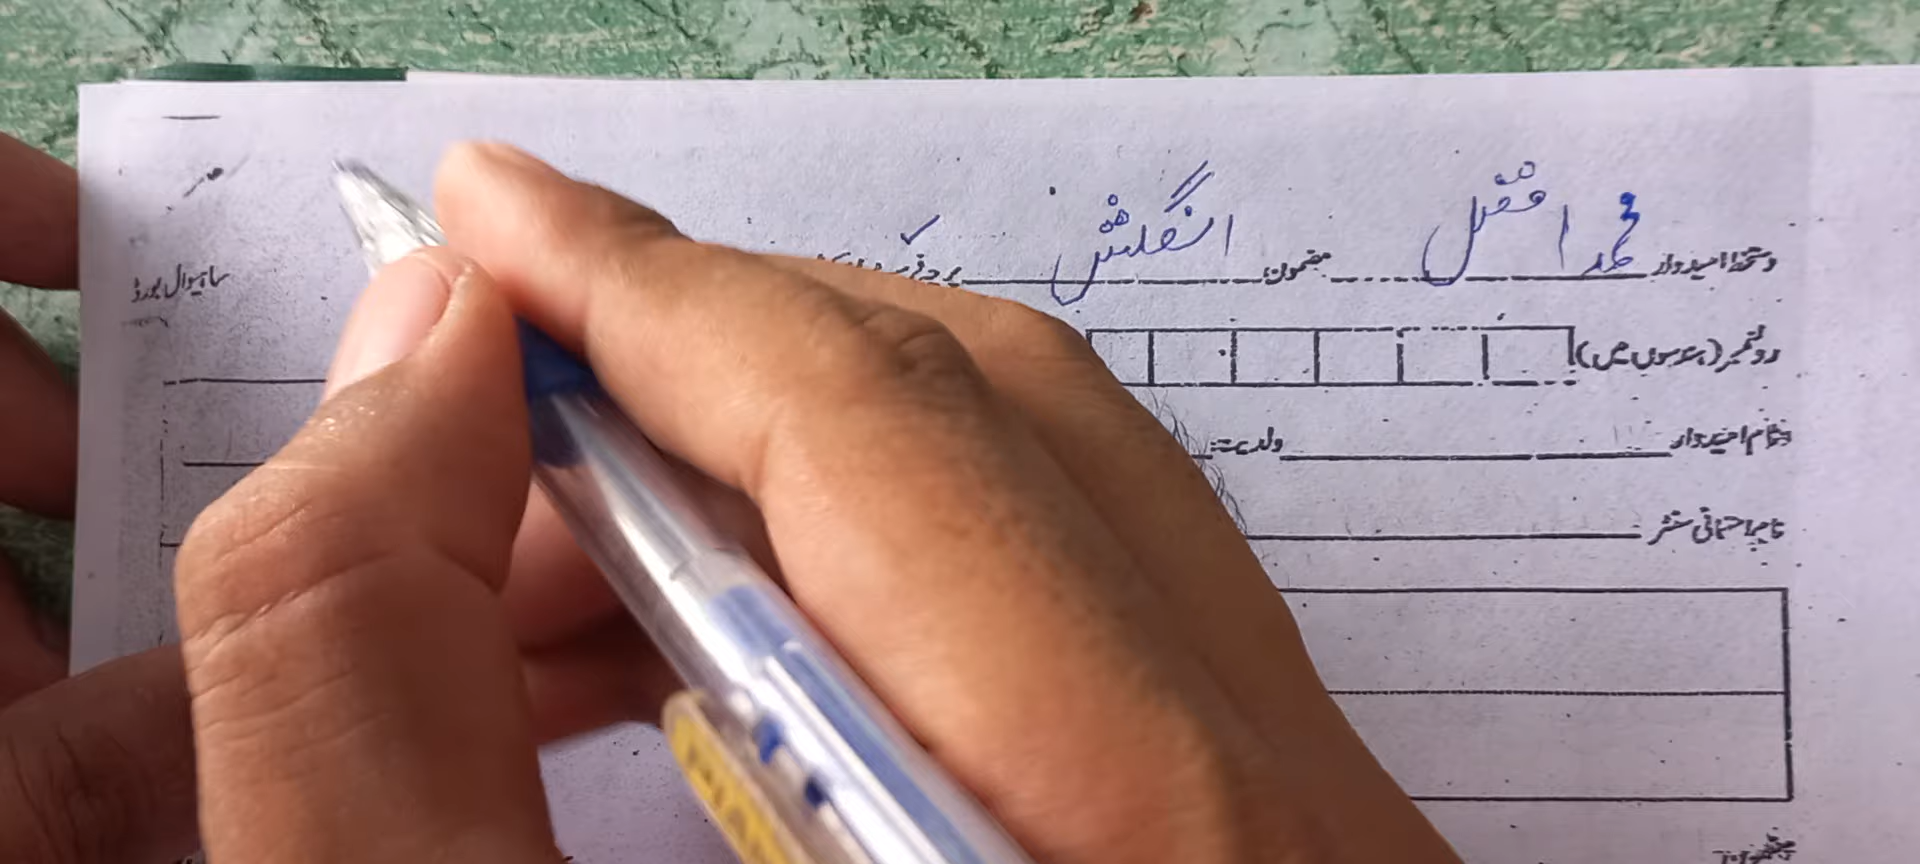 دستخط امیدوار محمد افضل مضمون: انگلش
ساہیوال بورڈ
رولنمبر (ہندسوں میں)
نام امیدوار ولدیت:
نام امتحانی سنٹر